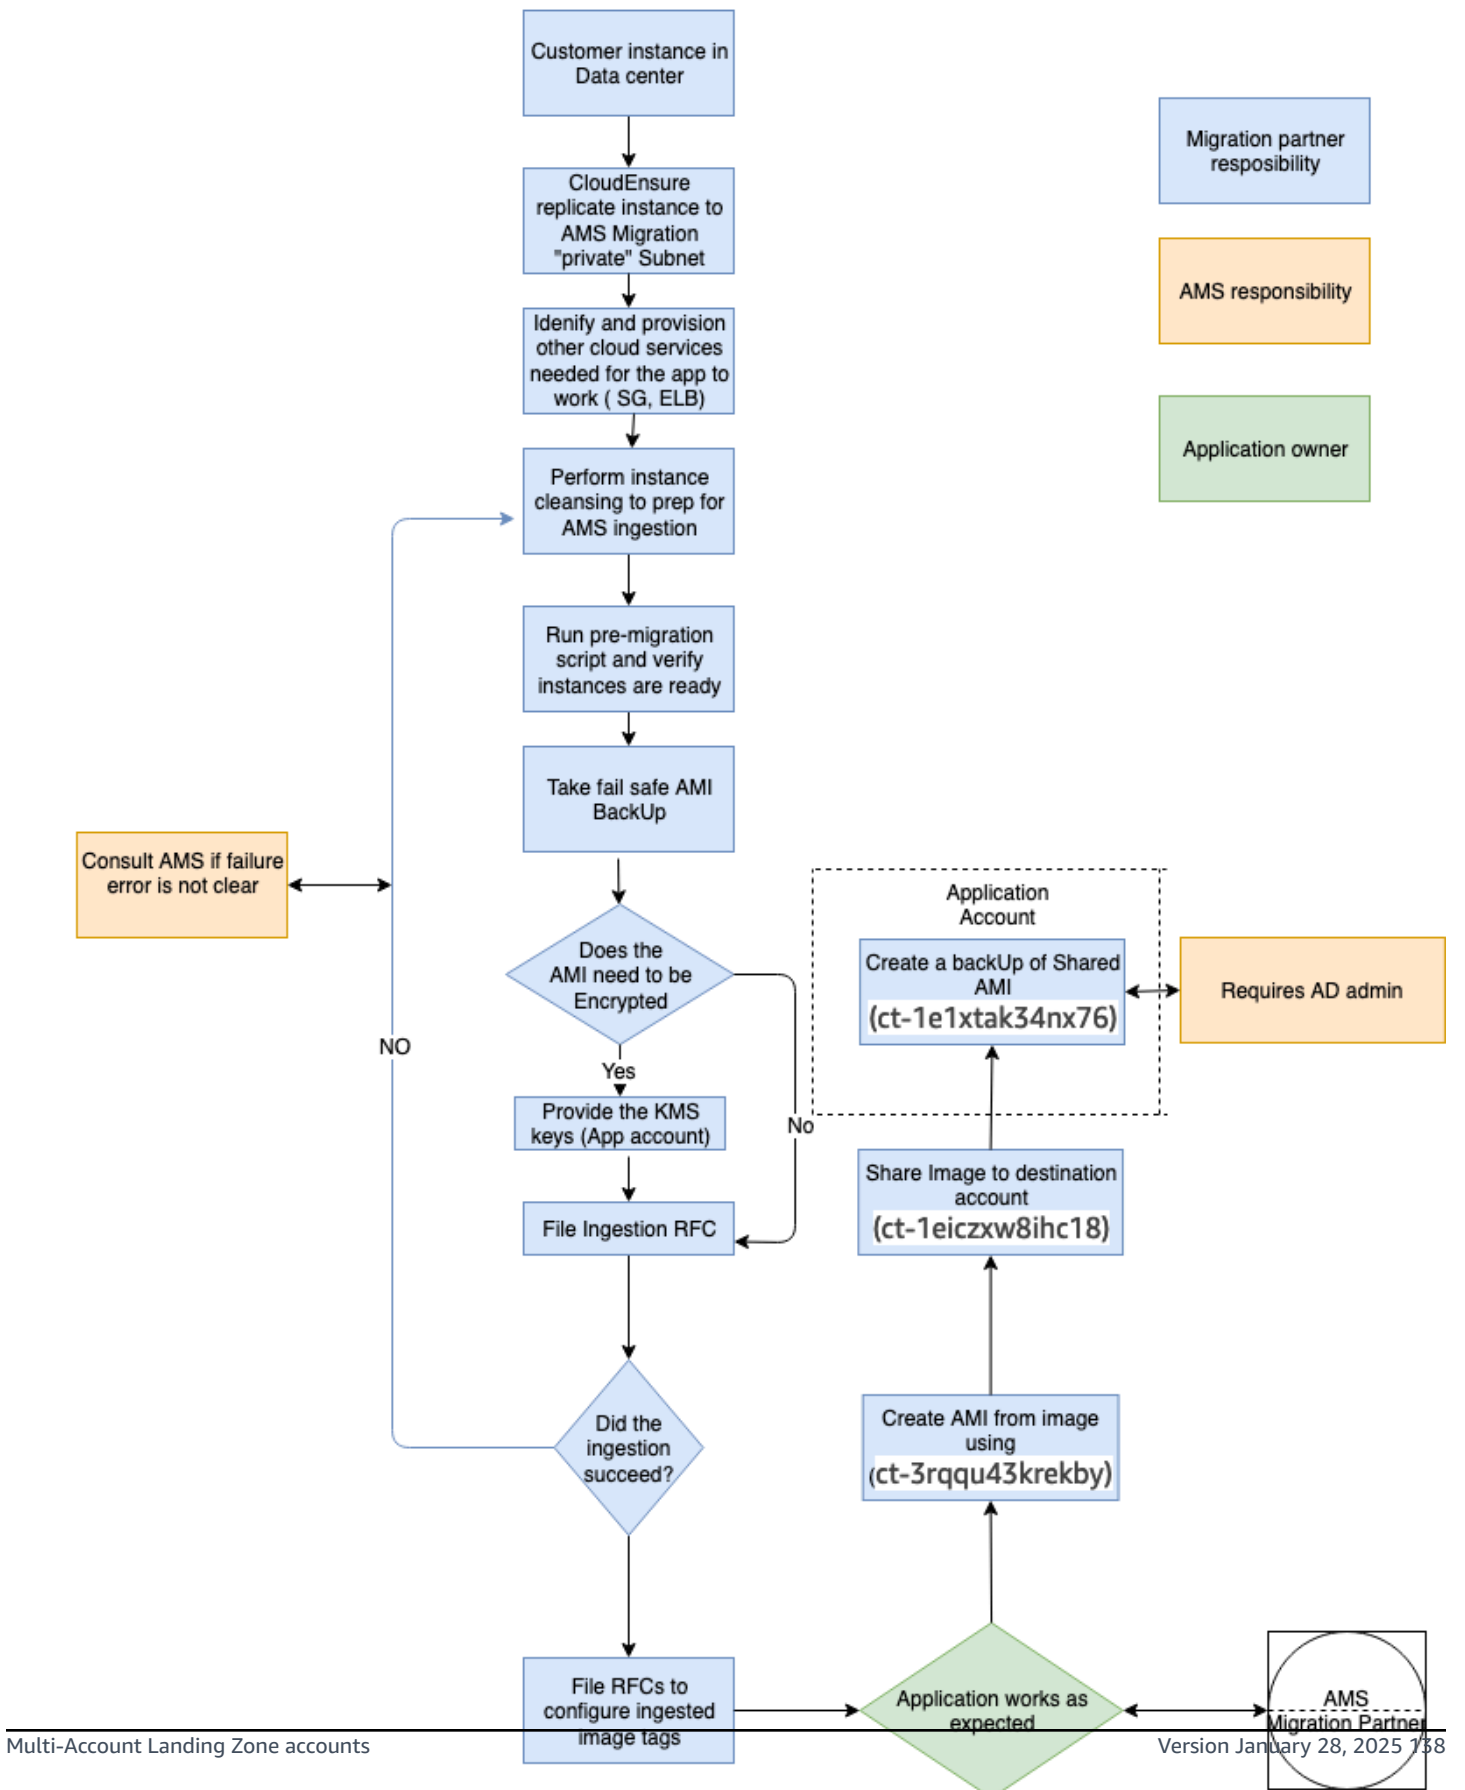 Customer instance in
Data center
CloudEnsure
replicate instance to
AMS Migration
"private" Subnet
Idenify and provision
other cloud services
needed for the app to
work ( SG, ELB)
Perform instance
cleansing to prep for
AMS ingestion
Run pre-migration
script and verify
instances are ready
Take fail safe AMI
BackUp
Does the
AMI need to be
Encrypted
Yes
No
Provide the KMS
keys (App account)
File Ingestion RFC
Did the
ingestion
succeed?
NO
Consult AMS if failure
error is not clear
File RFCs to
configure ingested
image tags
Application works as
expected
AMS
Migration Partner
Create AMI from image
using
(ct-3rqqu43krekby)
Share Image to destination
account
(ct-1eiczxw8ihc18)
Application
Account
Create a backUp of Shared
AMI
(ct-1e1xtak34nx76)
Requires AD admin
Migration partner
resposibility
AMS responsibility
Application owner
Multi-Account Landing Zone accounts
Version January 28, 2025 138